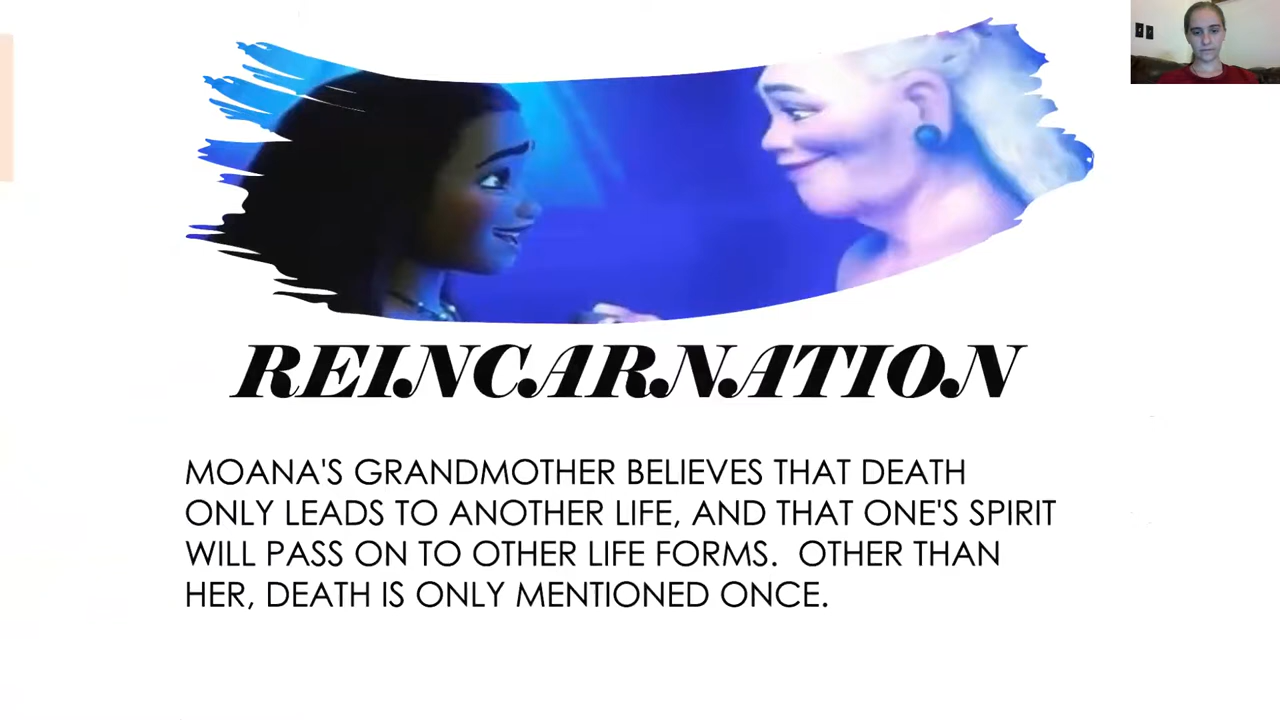 REINCARNATION
MOANA'S GRANDMOTHER BELIEVES THAT DEATH
ONLY LEADS TO ANOTHER LIFE, AND THAT ONE'S SPIRIT
WILL PASS ON TO OTHER LIFE FORMS.  OTHER THAN
HER, DEATH IS ONLY MENTIONED ONCE.